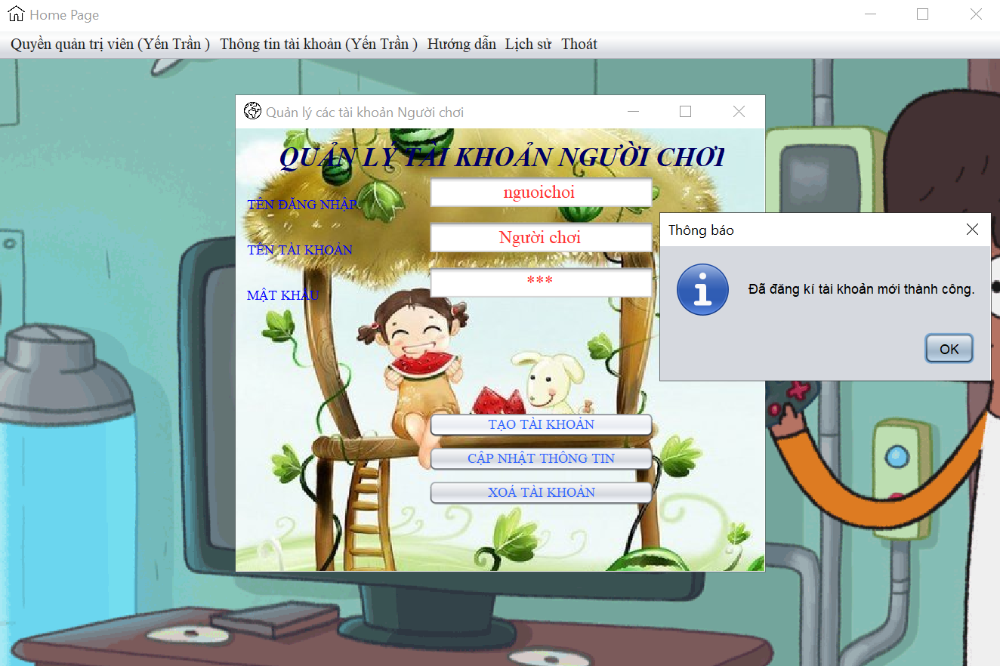 Home Page
Quyền quản trị viên (Yến Trần ) Thông tin tài khoản (Yến Trần ) Hướng dẫn Lịch sử Thoát
Quản lý các tài khoản Người chơi
QUẢN LÝ TÀI KHOẢN NGƯỜI CHƠI
TÊN ĐĂNG NHẬP
nguoichoi
TÊN TÀI KHOẢN
Người chơi
MẬT KHẨU
***
TẠO TÀI KHOẢN
CẬP NHẬT THÔNG TIN
XOÁ TÀI KHOẢN
Thông báo
Đã đăng kí tài khoản mới thành công.
OK